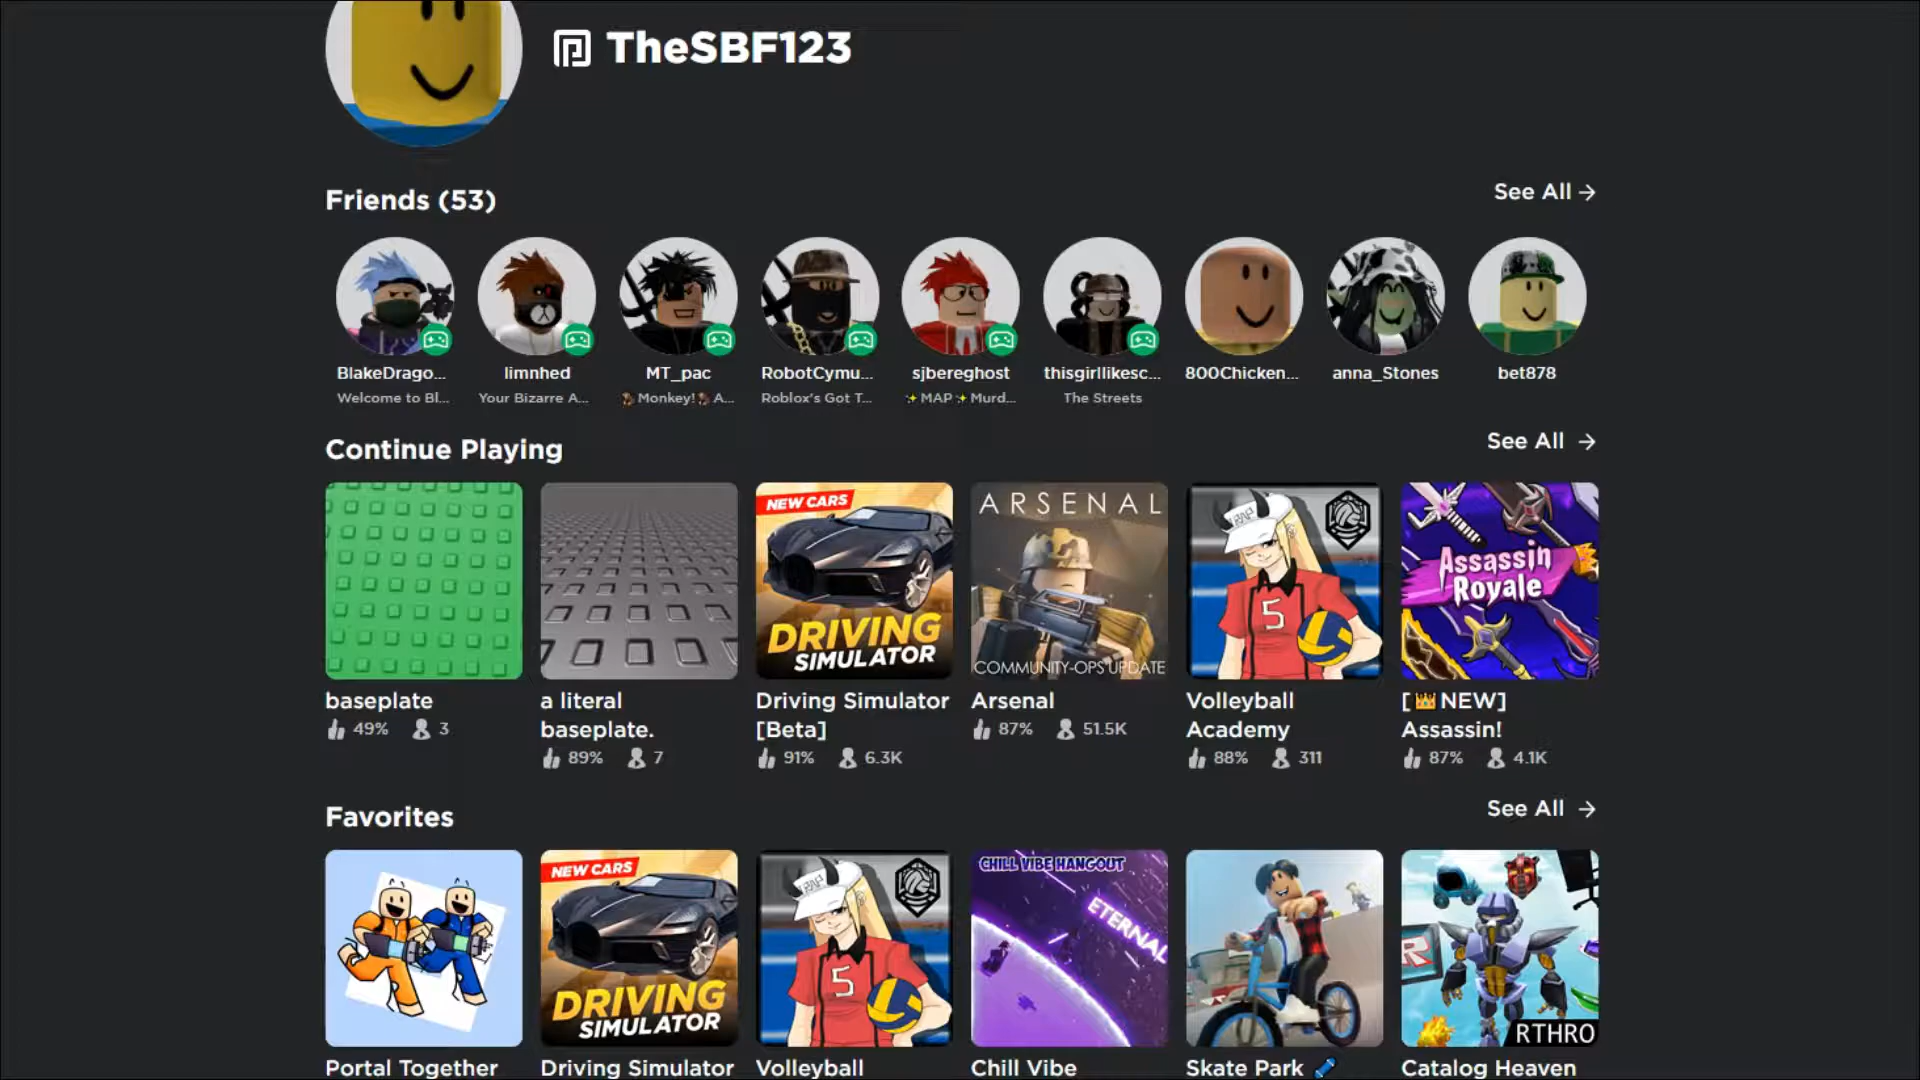 TheSBF123
Friends (53)
See All
BlakeDrago...
limnhed
MT_pac
RobotCymu...
sjbereghost
thisgirllikesc...
800Chicken...
anna_Stones
bet878
Welcome to Bl...
Your Bizarre A...
Monkey! A...
Roblox's Got T...
MAP Murd...
The Streets
Continue Playing
See All
NEW CARS
DRIVING
SIMULATOR
ARSENAL
COMMUNITY-OPS UPDATE
RAP
5
Assassin
Royale
baseplate
49% 3
a literal
baseplate.
89% 7
Driving Simulator
[Beta]
91% 6.3K
Arsenal
87% 51.5K
Volleyball
Academy
88% 311
[👑NEW]
Assassin!
87% 4.1K
Favorites
See All
NEW CARS
DRIVING
SIMULATOR
RAP
5
CHILL VIBE HANGOUT
ETERNAL
R
RTHRO
Portal Together
Driving Simulator
Volleyball
Chill Vibe
Skate Park
Catalog Heaven